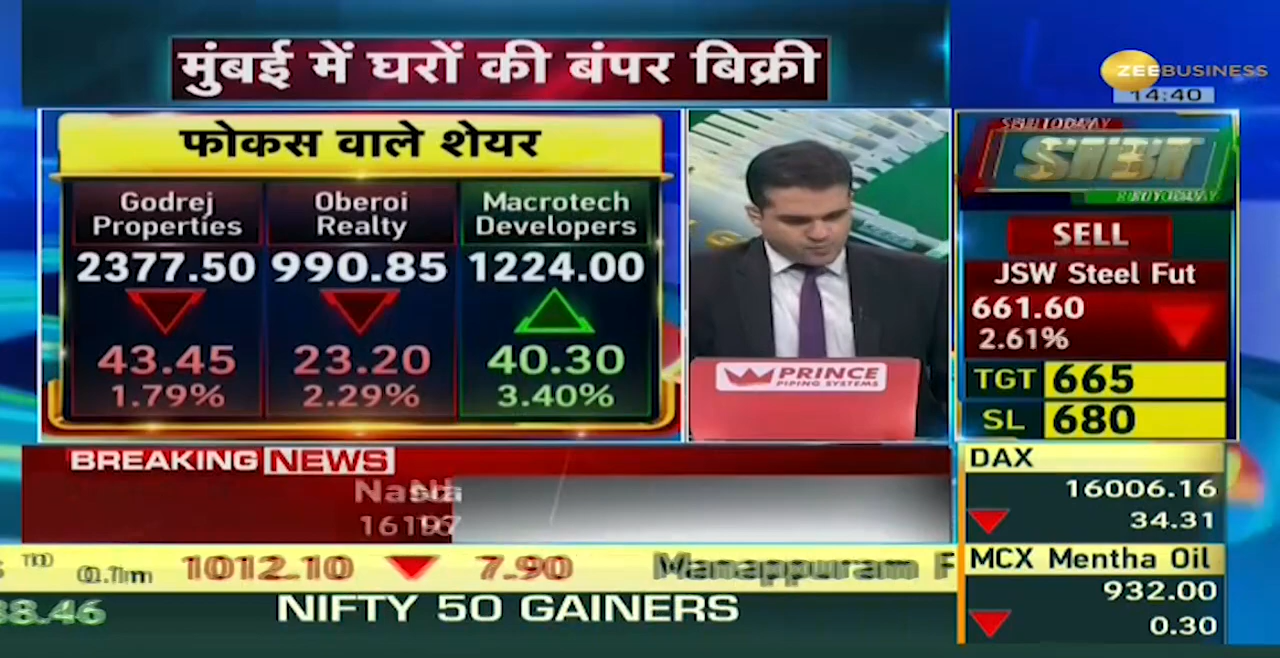 मुंबई में घरों की बंपर बिक्री
ZEEBUSINESS
14:40
फोकस वाले शेयर
Godrej
Properties
2377.50
43.45
1.79%
Oberoi
Realty
990.85
23.20
2.29%
Macrotech
Developers
1224.00
40.30
3.40%
PRINCE
PIPING SYSTEMS
STBT
SELL
JSW Steel Fut
661.60
2.61%
TGT 665
SL 680
BREAKING NEWS
DAX
16006.16
34.31
MCX Mentha Oil
932.00
0.30
1012.10 7.90 Manappuram F
38.46 NIFTY 50 GAINERS